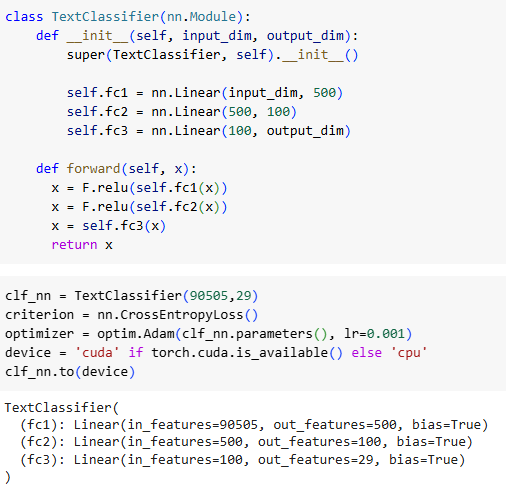 class TextClassifier(nn.Module):
    def __init__(self, input_dim, output_dim):
        super(TextClassifier, self).__init__()
        self.fc1 = nn.Linear(input_dim, 500)
        self.fc2 = nn.Linear(500, 100)
        self.fc3 = nn.Linear(100, output_dim)
    def forward(self, x):
      x = F.relu(self.fc1(x))
      x = F.relu(self.fc2(x))
      x = self.fc3(x)
      return x
clf_nn = TextClassifier(90505,29)
criterion = nn.CrossEntropyLoss()
optimizer = optim.Adam(clf_nn.parameters(), lr=0.001)
device = 'cuda' if torch.cuda.is_available() else 'cpu'
clf_nn.to(device)
TextClassifier(
  (fc1): Linear(in_features=90505, out_features=500, bias=True)
  (fc2): Linear(in_features=500, out_features=100, bias=True)
  (fc3): Linear(in_features=100, out_features=29, bias=True)
)